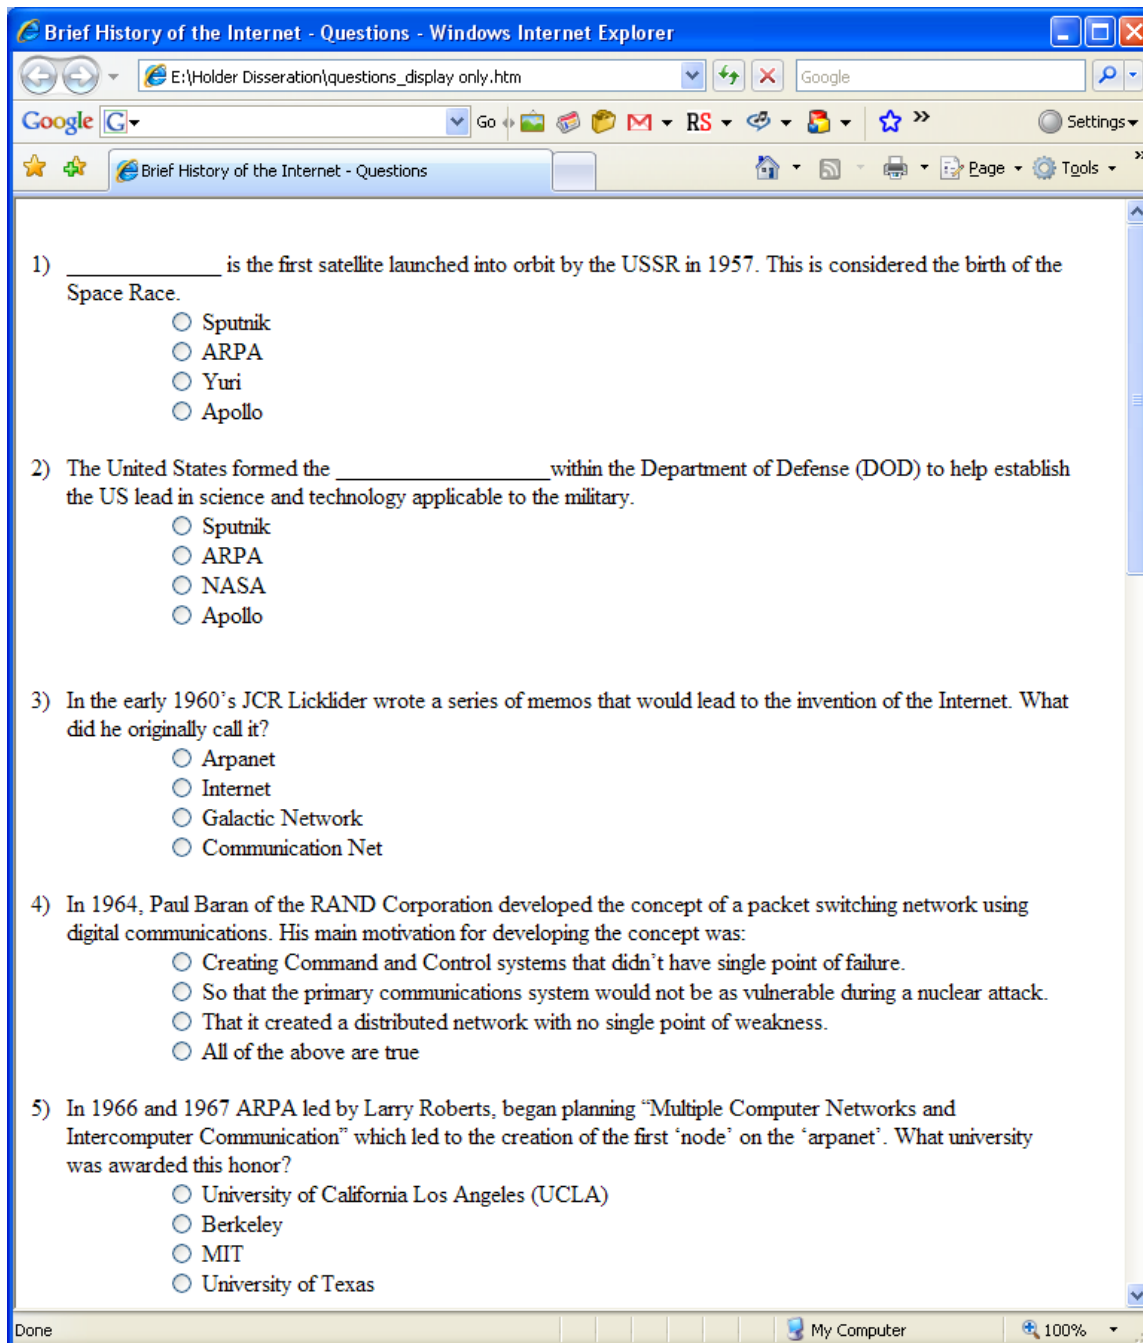 Brief History of the Internet - Questions - Windows Internet Explorer
E:\Holder Disseration\questions_display only.htm
Google
Google G
Go
RS
»
Settings
Brief History of the Internet - Questions
Page
Tools
»
1) ______________ is the first satellite launched into orbit by the USSR in 1957. This is considered the birth of the
Space Race.
Sputnik
ARPA
Yuri
Apollo
2) The United States formed the ____________________within the Department of Defense (DOD) to help establish
the US lead in science and technology applicable to the military.
Sputnik
ARPA
NASA
Apollo
3) In the early 1960’s JCR Licklider wrote a series of memos that would lead to the invention of the Internet. What
did he originally call it?
Arpanet
Internet
Galactic Network
Communication Net
4) In 1964, Paul Baran of the RAND Corporation developed the concept of a packet switching network using
digital communications. His main motivation for developing the concept was:
Creating Command and Control systems that didn’t have single point of failure.
So that the primary communications system would not be as vulnerable during a nuclear attack.
That it created a distributed network with no single point of weakness.
All of the above are true
5) In 1966 and 1967 ARPA led by Larry Roberts, began planning “Multiple Computer Networks and
Intercomputer Communication” which led to the creation of the first ‘node’ on the ‘arpanet’. What university
was awarded this honor?
University of California Los Angeles (UCLA)
Berkeley
MIT
University of Texas
Done
My Computer
100%